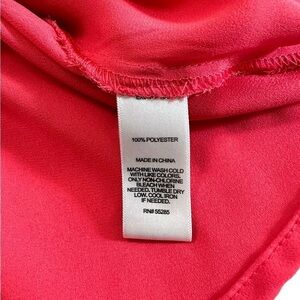 100% POLYESTER
MADE IN CHINA
MACHINE WASH COLD
WITH LIKE COLORS.
ONLY NON-CHLORINE
BLEACH WHEN
NEEDED. TUMBLE DRY
LOW. COOL IRON
IF NEEDED.
RN# 55285